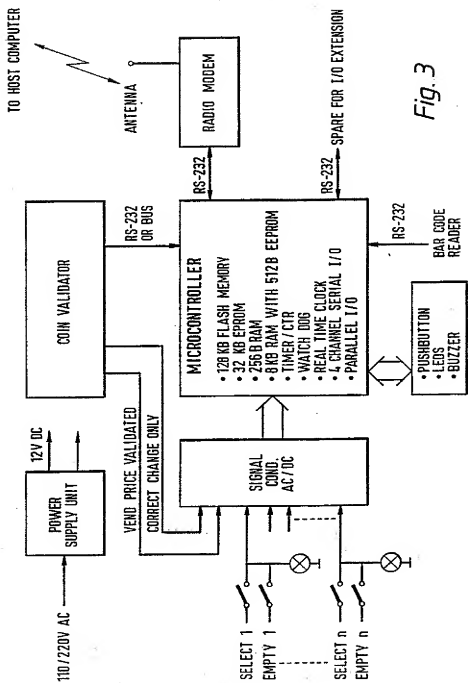 110/220V AC
POWER
SUPPLY UNIT
12V DC
COIN VALIDATOR
TO HOST COMPUTER
ANTENNA
RADIO MODEM
VEND PRICE VALIDATED
CORRECT CHANGE ONLY
RS-232
OR BUS
RS-232
SIGNAL
COND.
AC/DC
MICROCONTROLLER
• 128 KB FLASH MEMORY
• 32 KB EPROM
• 256 B RAM
• 8 KB RAM WITH 512 B EEPROM
• TIMER/CTR
• WATCH DOG
• REAL TIME CLOCK
• 4 CHANNEL SERIAL I/O
• PARALLEL I/O
RS-232
SPARE FOR I/O EXTENSION
SELECT 1
EMPTY 1
SELECT n
EMPTY n
• PUSHBUTTON
• LEDS
• BUZZER
RS-232
BAR CODE
READER
Fig. 3